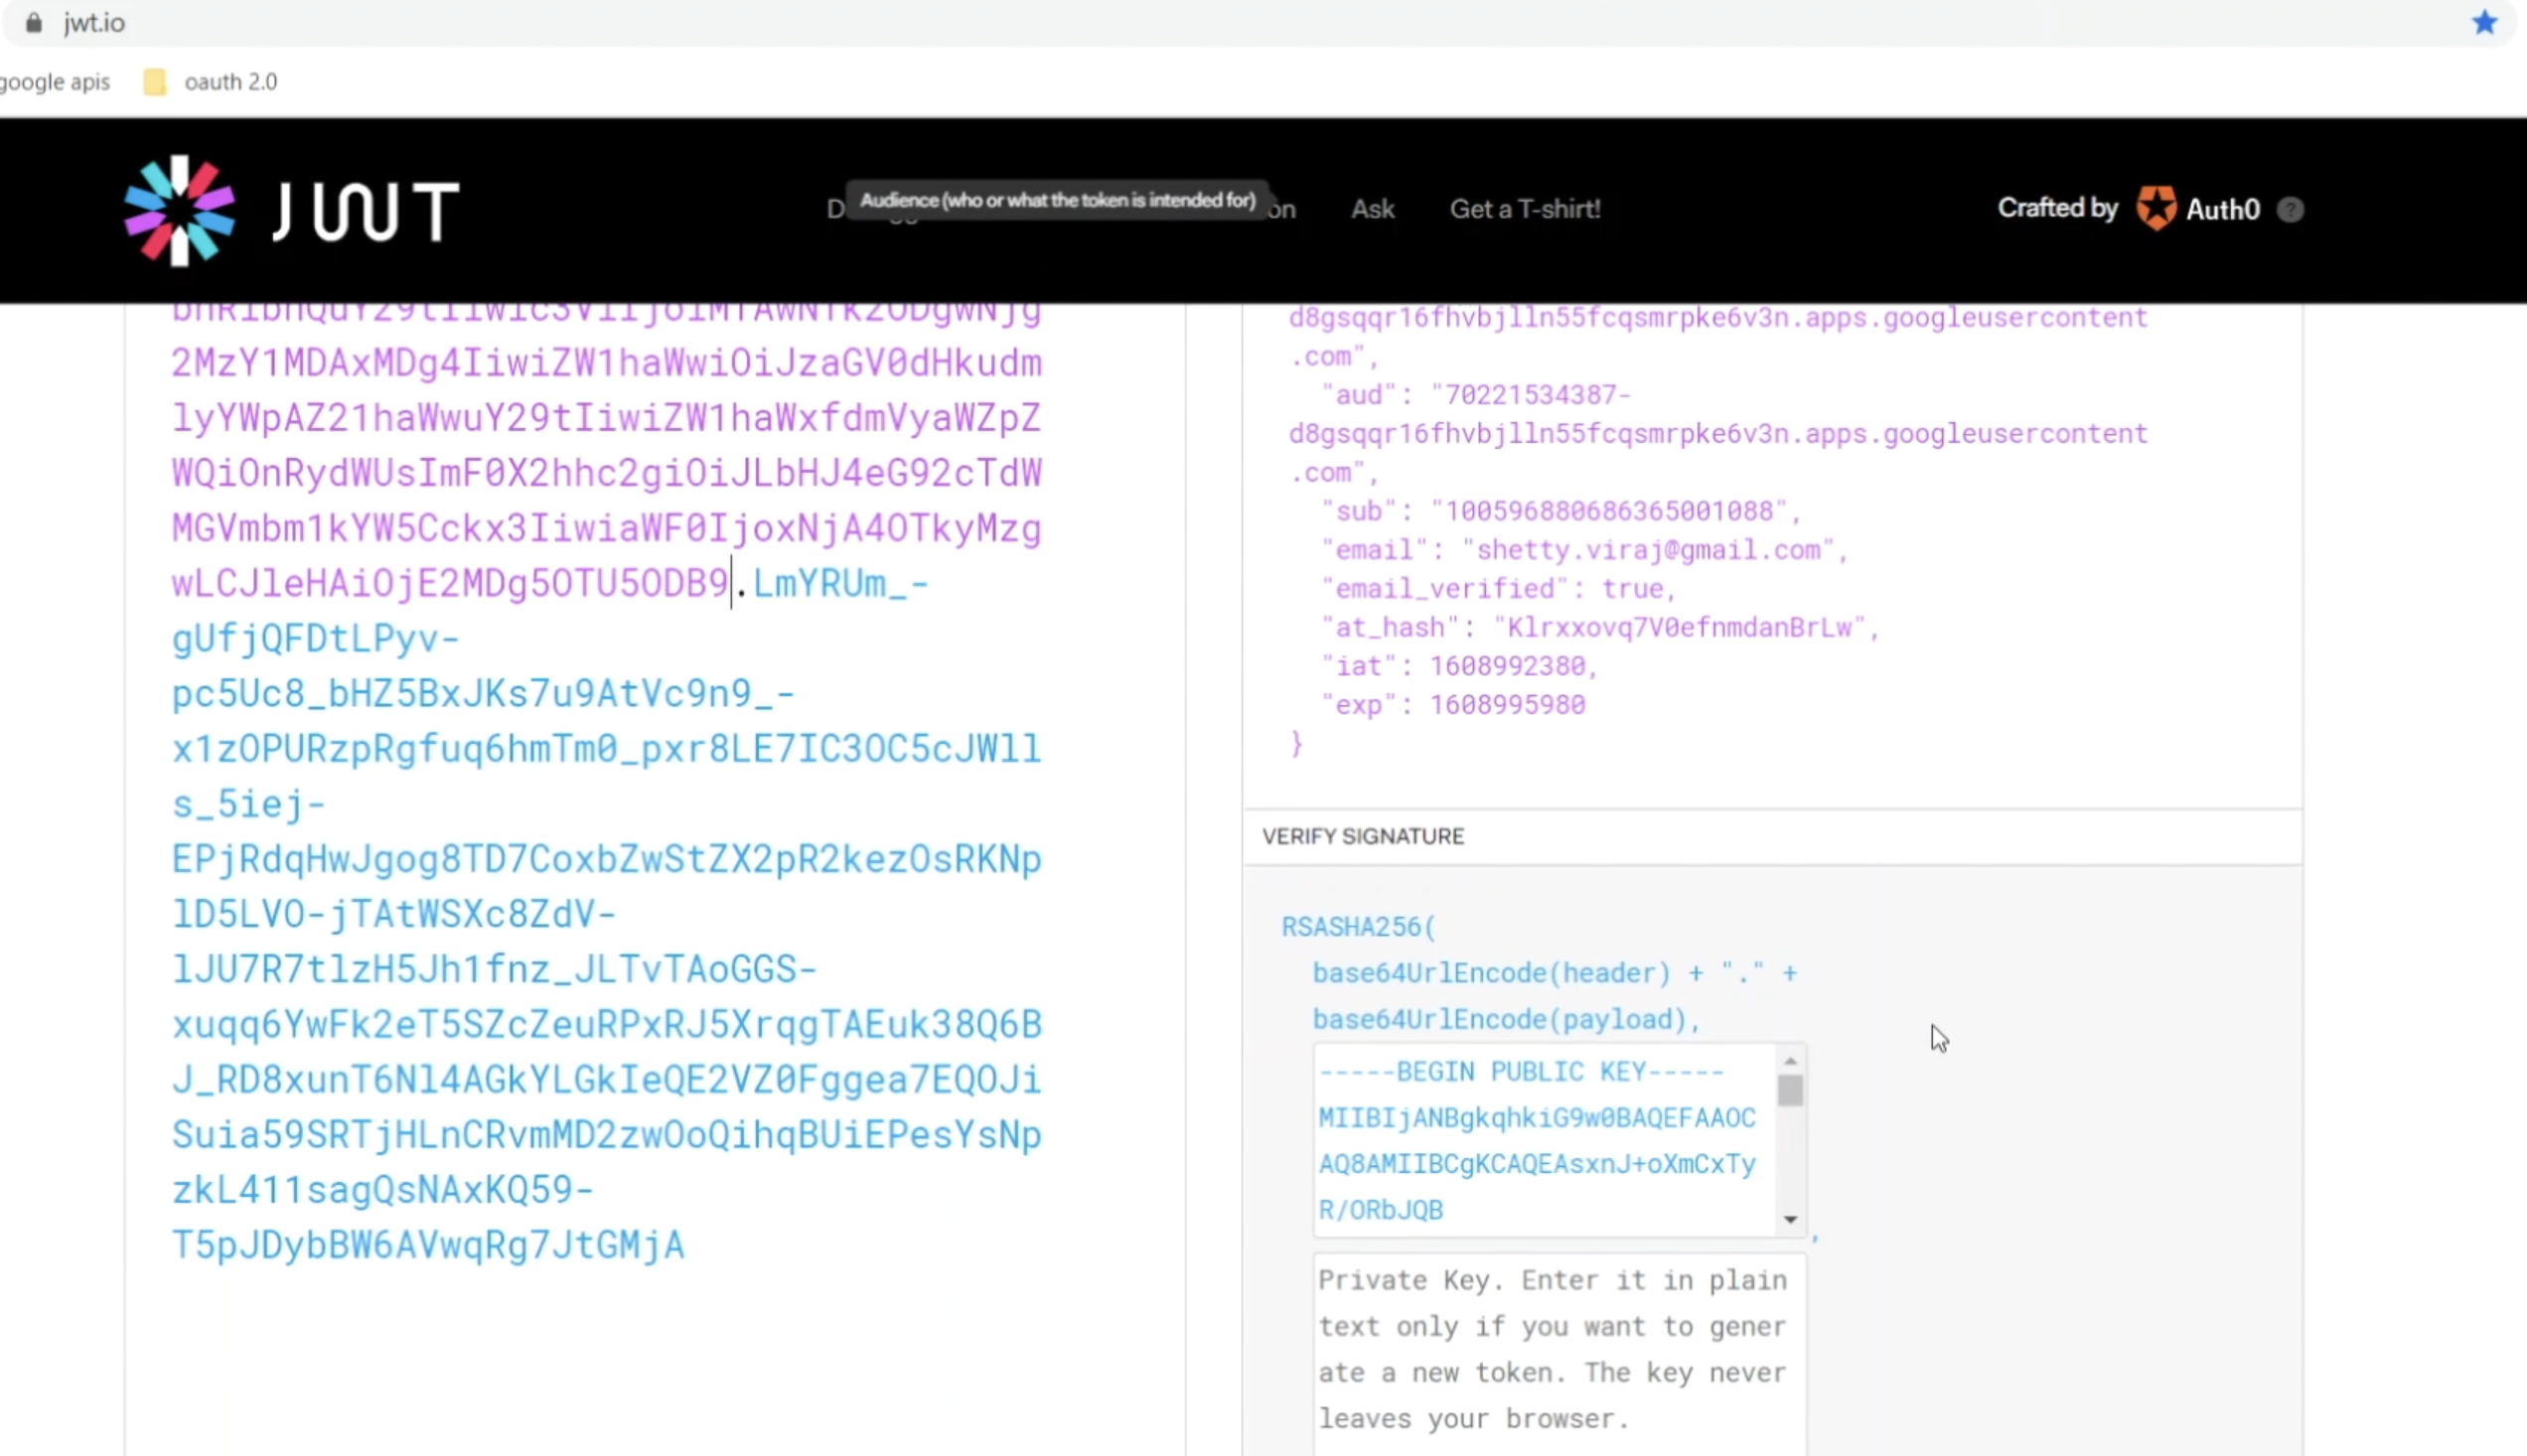 jwt.io
google apis
oauth 2.0
JWT
Audience (who or what the token is intended for)
Ask
Get a T-shirt!
Crafted by Auth0
?
2MzY1MDAxMDg4IiwiZW1haWwiOiJzaGV0dHkudm
lyYWpAZ21haWwuY29tIiwiZW1haWxfdmVyaWZpZ
WQiOnRydWUsImF0X2hhc2giOiJLbHJ4eG92cTdW
MGVmbm1kYW5Cckx3IiwiaWF0IjoxNjA4OTkyMzg
wLCJleHAiOjE2MDg5OTU5ODB9.LmYRUm_-
gUfjQFDtLPyv-
pc5Uc8_bHZ5BxJKs7u9AtVc9n9_-
x1zOPURzpRgfuq6hmTm0_pxr8LE7IC3OC5cJWll
s_5iej-
EPjRdqHwJgog8TD7CoxbZwStZX2pR2kezOsRKNp
lD5LVO-jTAtWSXc8ZdV-
lJU7R7tlzH5Jh1fnz_JLTvTAoGGS-
xuqq6YwFk2eT5SZcZeuRPxRJ5XrqgTAEuk38Q6B
J_RD8xunT6Nl4AGkYLGkIeQE2VZ0Fggea7EQOJi
Suia59SRTjHLnCRvmMD2zwOoQihqBUiEPesYsNp
zkL411sagQsNAxKQ59-
T5pJDybBW6AVwqRg7JtGMjA
d8gsqqr16fhvbjlln55fcqsmrpke6v3n.apps.googleusercontent
.com",
"aud": "70221534387-
d8gsqqr16fhvbjlln55fcqsmrpke6v3n.apps.googleusercontent
.com",
"sub": "100596880686365001088",
"email": "shetty.viraj@gmail.com",
"email_verified": true,
"at_hash": "Klrxxovq7V0efnmdanBrLw",
"iat": 1608992380,
"exp": 1608995980
}
VERIFY SIGNATURE
RSASHA256(
base64UrlEncode(header) + "." +
base64UrlEncode(payload),
-----BEGIN PUBLIC KEY-----
MIIBIjANBgkqhkiG9w0BAQEFAAOC
AQ8AMIIBCgKCAQEAsxnJ+oXmCxTy
R/ORbJQB
,
Private Key. Enter it in plain
text only if you want to gener
ate a new token. The key never
leaves your browser.